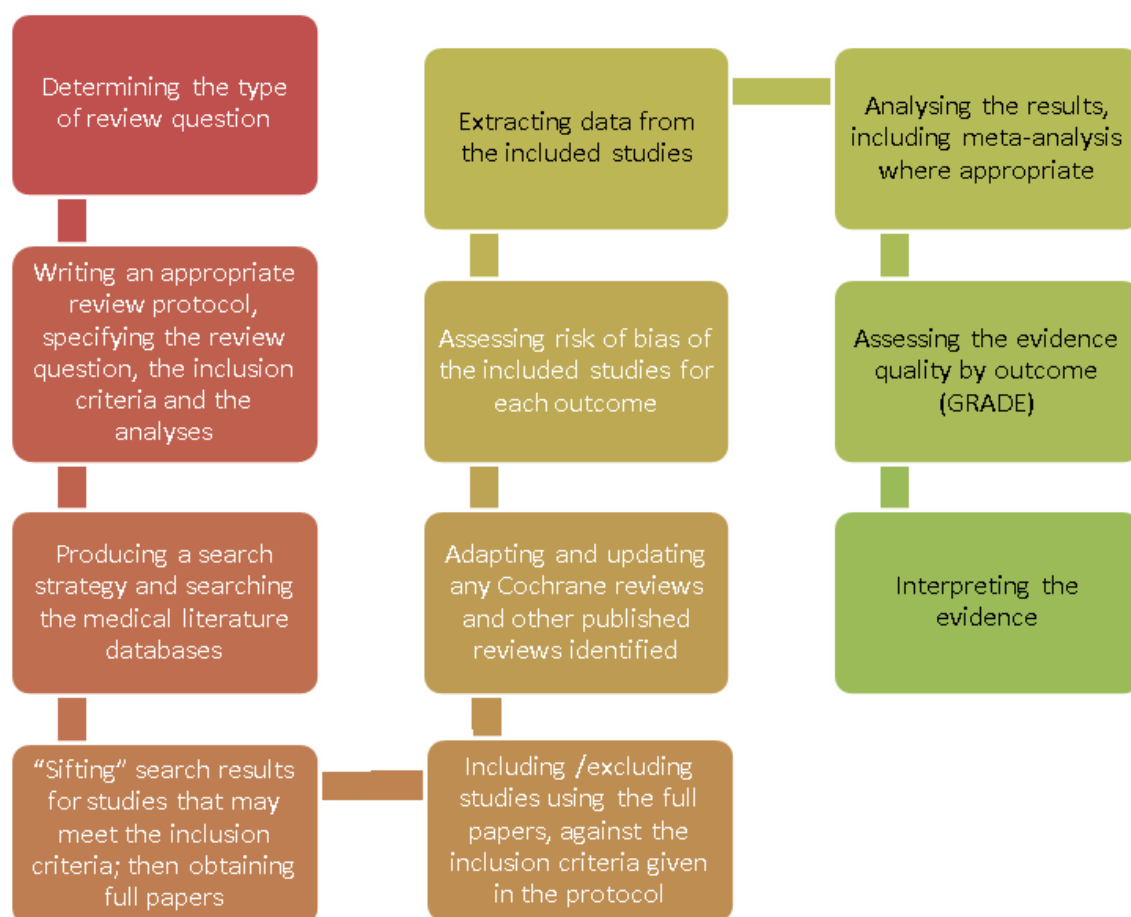 Determining the type
of review question
Writing an appropriate
review protocol,
specifying the review
question, the inclusion
criteria and the
analyses
Producing a search
strategy and searching
the medical literature
databases
“Sifting” search results
for studies that may
meet the inclusion
criteria; then obtaining
full papers
Including /excluding
studies using the full
papers, against the
inclusion criteria given
in the protocol
Adapting and updating
any Cochrane reviews
and other published
reviews identified
Assessing risk of bias of
the included studies for
each outcome
Extracting data from
the included studies
Analysing the results,
including meta-analysis
where appropriate
Assessing the evidence
quality by outcome
(GRADE)
Interpreting the
evidence